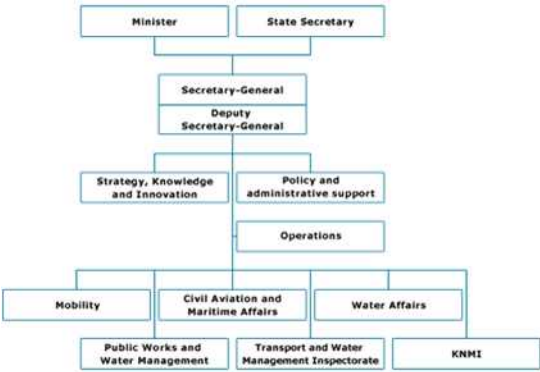 Minister
State Secretary
Secretary-General
Deputy
Secretary-General
Strategy, Knowledge
and Innovation
Policy and
administrative support
Operations
Mobility
Civil Aviation and
Maritime Affairs
Water Affairs
Public Works and
Water Management
Transport and Water
Management Inspectorate
KNMI